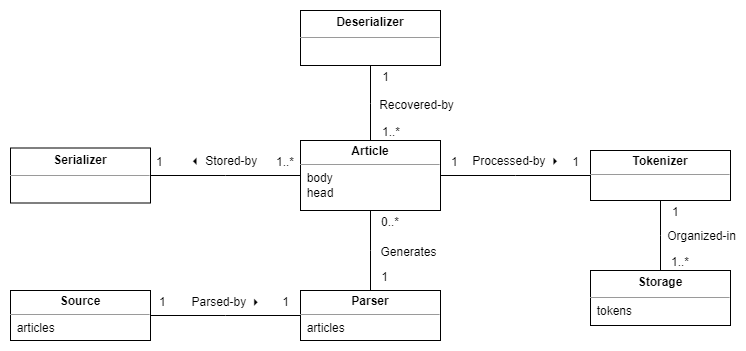 Deserializer
1
Recovered-by
1..*
Serializer
1
Stored-by
1..*
Article
body
head
1
Processed-by
1
Tokenizer
1
Organized-in
1..*
Storage
tokens
0..*
Generates
1
Source
articles
1
Parsed-by
1
Parser
articles